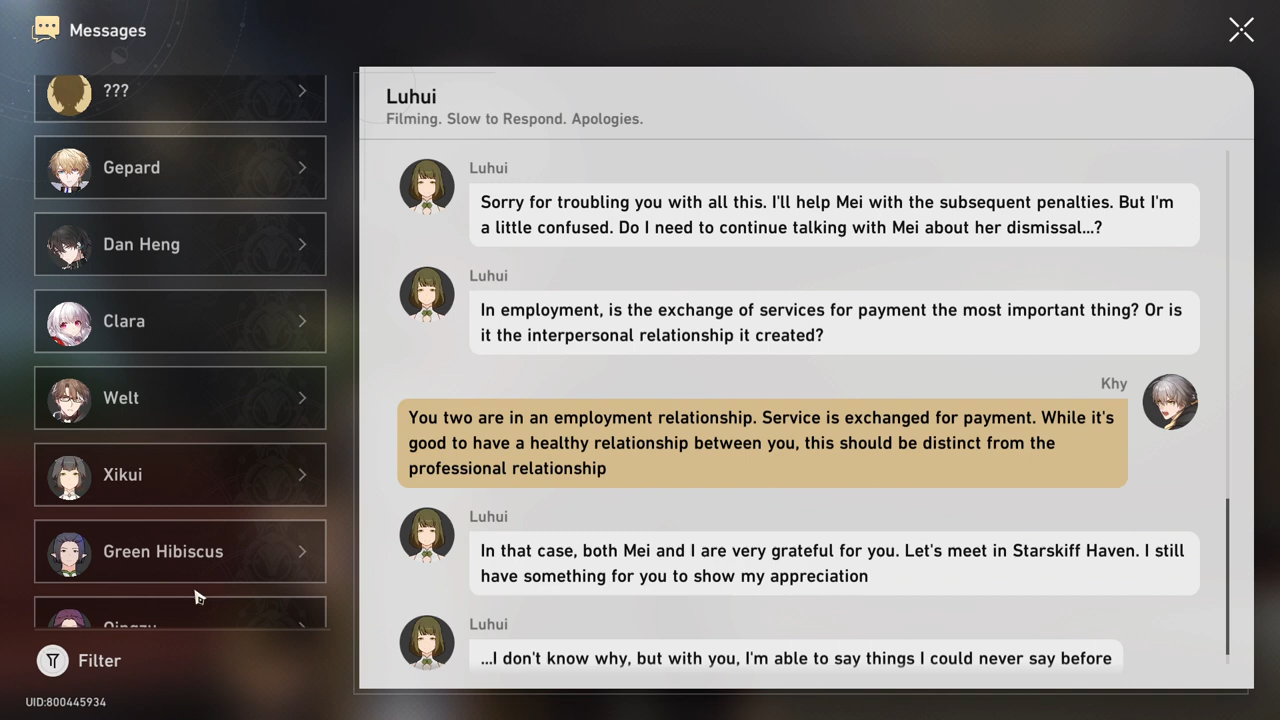 Messages
???
Gepard
Dan Heng
Clara
Welt
Xikui
Green Hibiscus
Qingzu
Filter
UID:800445934
Luhui
Filming. Slow to Respond. Apologies.
Luhui
Sorry for troubling you with all this. I'll help Mei with the subsequent penalties. But I'm
a little confused. Do I need to continue talking with Mei about her dismissal...?
Luhui
In employment, is the exchange of services for payment the most important thing? Or is
it the interpersonal relationship it created?
Khy
You two are in an employment relationship. Service is exchanged for payment. While it's
good to have a healthy relationship between you, this should be distinct from the
professional relationship
Luhui
In that case, both Mei and I are very grateful for you. Let's meet in Starskiff Haven. I still
have something for you to show my appreciation
Luhui
...I don't know why, but with you, I'm able to say things I could never say before